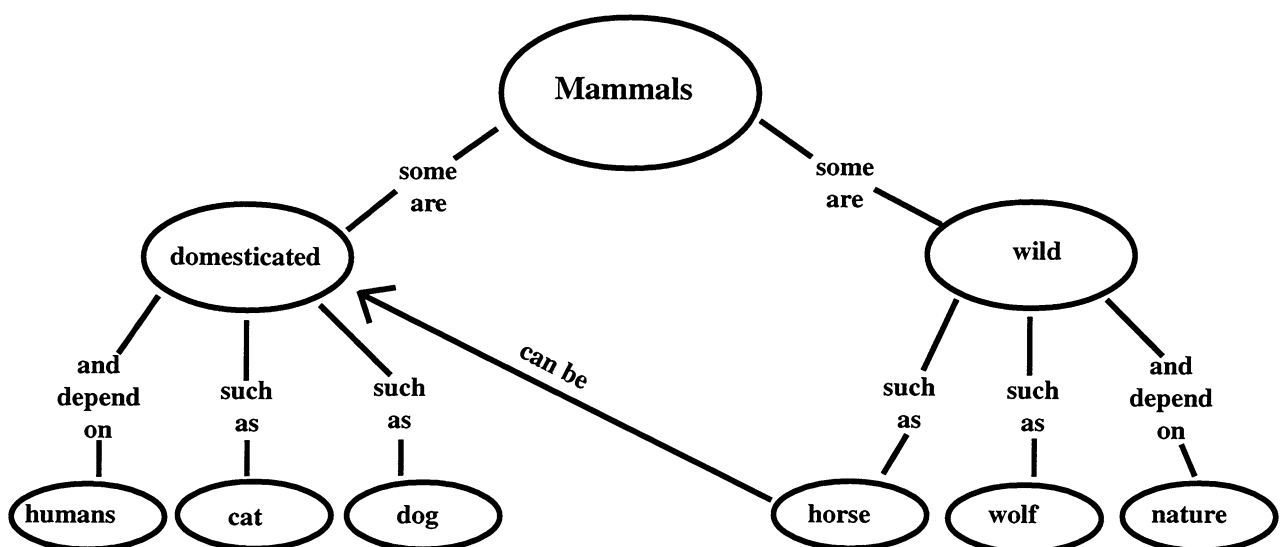 Mammals
some
are
some
are
domesticated
wild
can be
and
depend
on
such
as
such
as
such
as
such
as
and
depend
on
humans
cat
dog
horse
wolf
nature